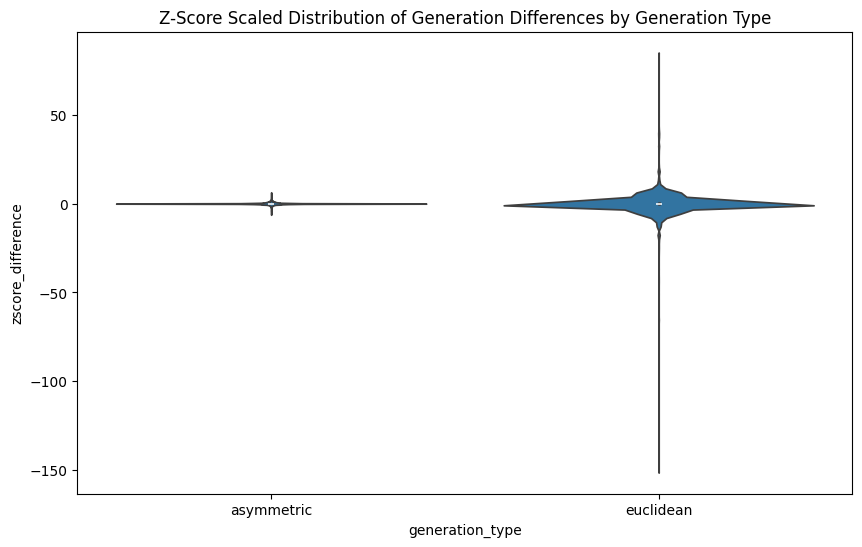 Z-Score Scaled Distribution of Generation Differences by Generation Type
zscore_difference
50
0
−50
−100
−150
asymmetric
euclidean
generation_type